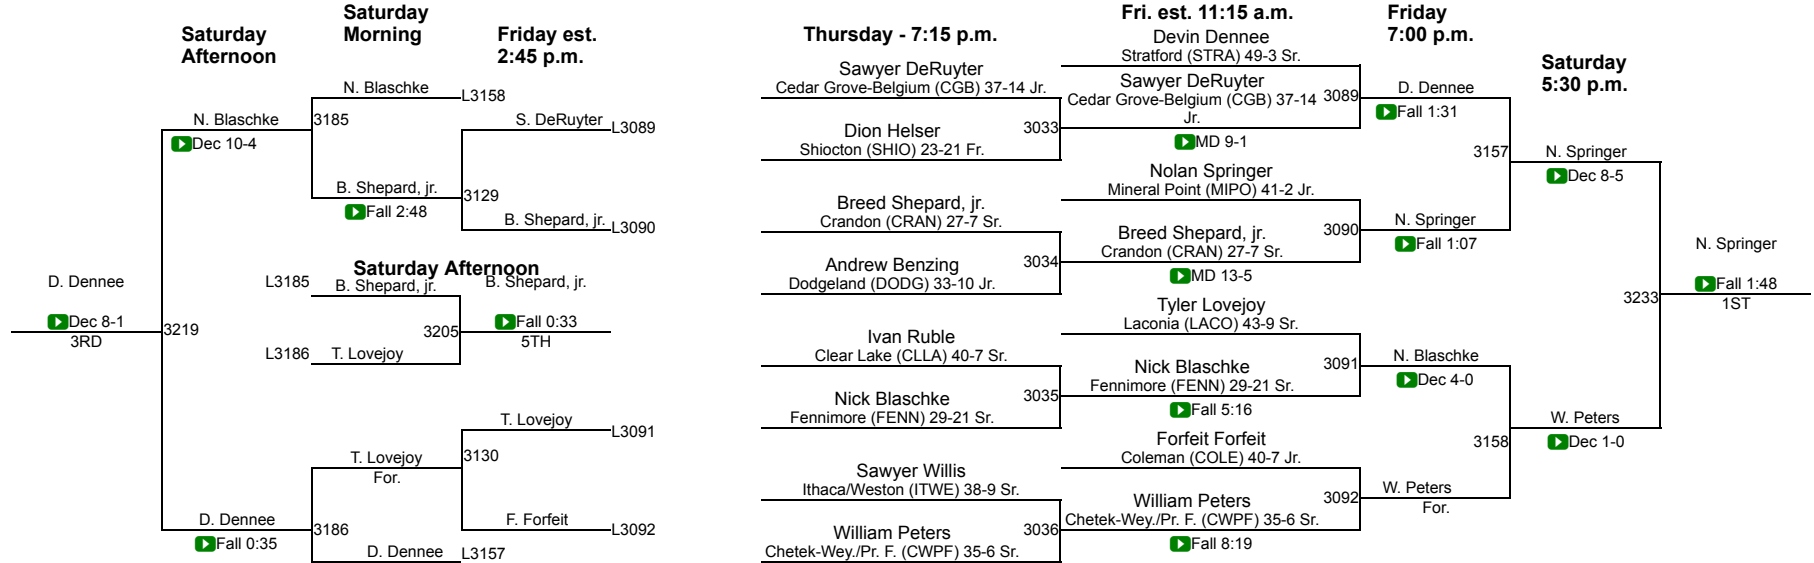 Saturday
Afternoon
Saturday
Morning
Friday est.
2:45 p.m.
N. Blaschke
L3158
N. Blaschke
3185
Dec 10-4
S. DeRuyter
L3089
B. Shepard, jr.
3129
Fall 2:48
B. Shepard, jr.
L3090
Saturday Afternoon
L3185
B. Shepard, jr.
B. Shepard, jr.
D. Dennee
Dec 8-1
3219
3RD
3205
Fall 0:33
5TH
L3186
T. Lovejoy
T. Lovejoy
L3091
T. Lovejoy
3130
For.
F. Forfeit
L3092
D. Dennee
3186
Fall 0:35
D. Dennee
L3157
Thursday - 7:15 p.m.
Sawyer DeRuyter
Cedar Grove-Belgium (CGB) 37-14 Jr.
3033
Dion Helser
Shiocton (SHIO) 23-21 Fr.
Breed Shepard, jr.
Crandon (CRAN) 27-7 Sr.
3034
Andrew Benzing
Dodgeland (DODG) 33-10 Jr.
Ivan Ruble
Clear Lake (CLLA) 40-7 Sr.
3035
Nick Blaschke
Fennimore (FENN) 29-21 Sr.
Sawyer Willis
Ithaca/Weston (ITWE) 38-9 Sr.
3036
William Peters
Chetek-Wey./Pr. F. (CWPF) 35-6 Sr.
Fri. est. 11:15 a.m.
Devin Dennee
Stratford (STRA) 49-3 Sr.
Sawyer DeRuyter
Cedar Grove-Belgium (CGB) 37-14
Jr.
3089
MD 9-1
Nolan Springer
Mineral Point (MIPO) 41-2 Jr.
3090
Breed Shepard, jr.
Crandon (CRAN) 27-7 Sr.
MD 13-5
Tyler Lovejoy
Laconia (LACO) 43-9 Sr.
3091
Nick Blaschke
Fennimore (FENN) 29-21 Sr.
Fall 5:16
Forfeit Forfeit
Coleman (COLE) 40-7 Jr.
3092
William Peters
Chetek-Wey./Pr. F. (CWPF) 35-6 Sr.
Fall 8:19
Friday
7:00 p.m.
D. Dennee
Fall 1:31
3157
N. Springer
Fall 1:07
N. Blaschke
Dec 4-0
3158
W. Peters
For.
Saturday
5:30 p.m.
N. Springer
Dec 8-5
3233
W. Peters
Dec 1-0
N. Springer
Fall 1:48
1ST